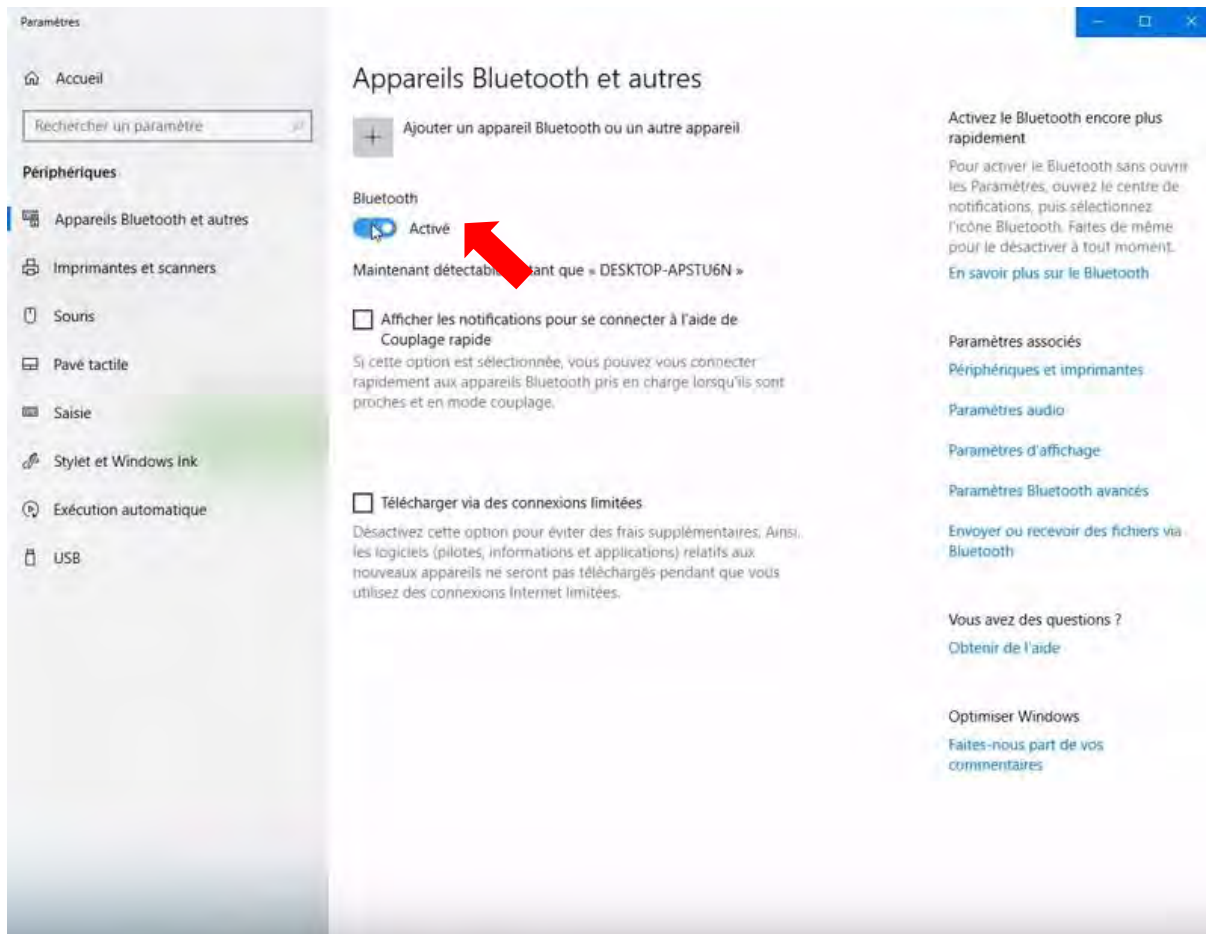 Paramètres
Accueil
Rechercher un paramètre
Périphériques
Appareils Bluetooth et autres
Imprimantes et scanners
Souris
Pavé tactile
Saisie
Stylet et Windows Ink
Exécution automatique
USB
Appareils Bluetooth et autres
Ajouter un appareil Bluetooth ou un autre appareil
Bluetooth
Activé
Maintenant détectable tant que « DESKTOP-APSTU6N »
Afficher les notifications pour se connecter à l'aide de
Couplage rapide
Si cette option est sélectionnée, vous pouvez vous connecter
rapidement aux appareils Bluetooth pris en charge lorsqu'ils sont
proches et en mode couplage.
Télécharger via des connexions limitées
Désactivez cette option pour éviter des frais supplémentaires. Ainsi,
les logiciels (pilotes, informations et applications) relatifs aux
nouveaux appareils ne seront pas téléchargés pendant que vous
utilisez des connexions Internet limitées.
Activez le Bluetooth encore plus
rapidement
Pour activer le Bluetooth sans ouvrir
les Paramètres, ouvrez le centre de
notifications, puis sélectionnez
l'icône Bluetooth. Faites de même
pour le désactiver à tout moment.
En savoir plus sur le Bluetooth
Paramètres associés
Périphériques et imprimantes
Paramètres audio
Paramètres d'affichage
Paramètres Bluetooth avancés
Envoyer ou recevoir des fichiers via
Bluetooth
Vous avez des questions ?
Obtenir de l'aide
Optimiser Windows
Faites-nous part de vos
commentaires